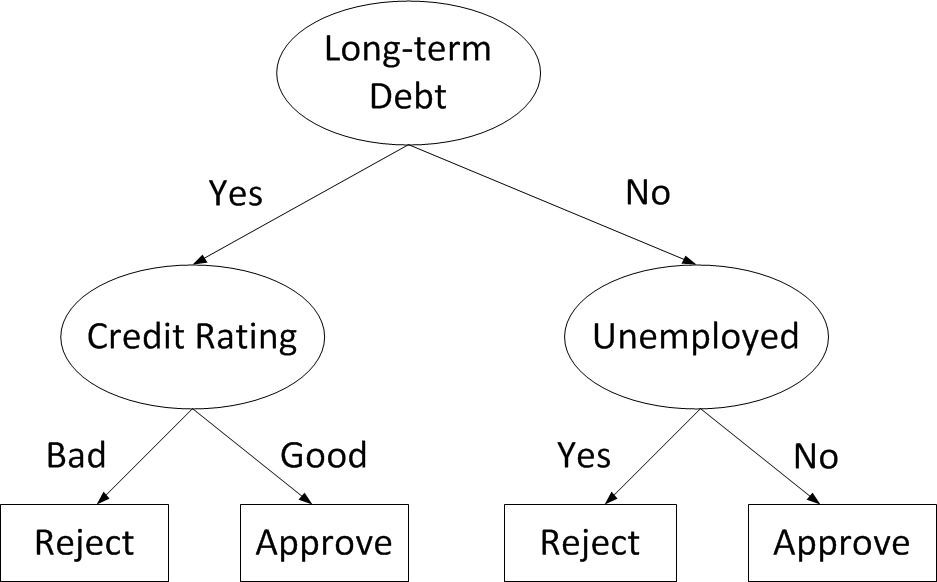 Long-term
Debt
Yes
No
Credit Rating
Unemployed
Bad
Good
Yes
No
Reject
Approve
Reject
Approve